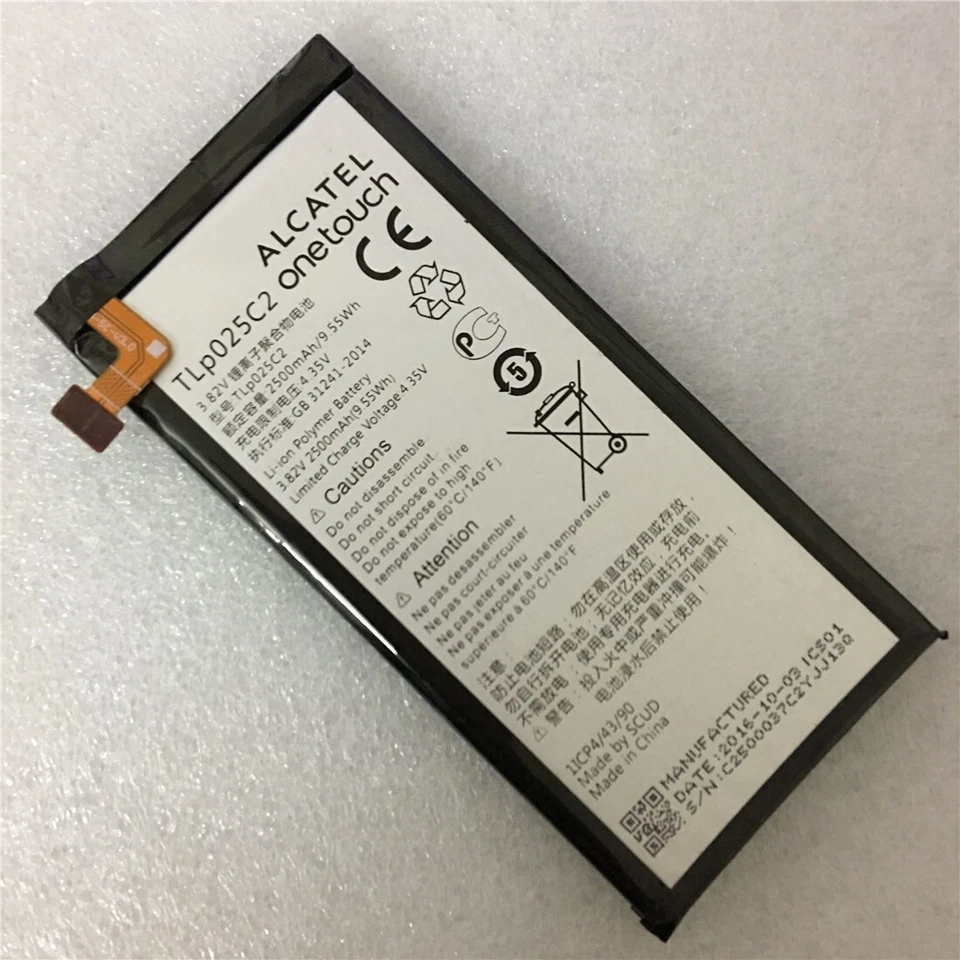 ALCATEL
onetouch
TLp025C2
3.82V 锂离子聚合物电池
型号 TLp025C2
额定容量 2500mAh/9.55Wh
充电限制电压 4.35V
执行标准:GB 31241-2014
Li-ion Polymer Battery
3.82V 2500mAh(9.55Wh)
Limited Charge Voltage:4.35V
Cautions
Do not disassemble
Do not short circuit.
Do not dispose of in fire
Do not expose to high
temperature(60°C/140°F)
Attention
Ne pas desassembler
Ne pas court-circuiter
Ne pas jeter au feu
Ne pas exposer à une temperature
superieure à 60°C/140°F
注意:
防止电池短路;勿在高温区使用或存放,
勿自行拆开电池;无记忆效应,充电前
不需放电;使用专用充电器进行充电.
警告:投入火中或严重冲撞可能爆炸!
电池浸水后禁止使用!
1ICP4/43/90
Made by SCUD
Made in China
MANUFACTURED
DATE:2016-10-03 ICS01
S/N:C2500037C2YJJ13Q
CE
PC
5